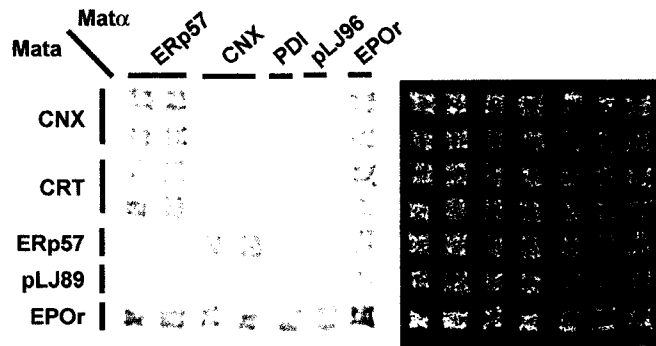 Matα
Mata
ERp57 CNX PDI pLJ96 EPOr
CNX
CRT
ERp57
pLJ89
EPOr